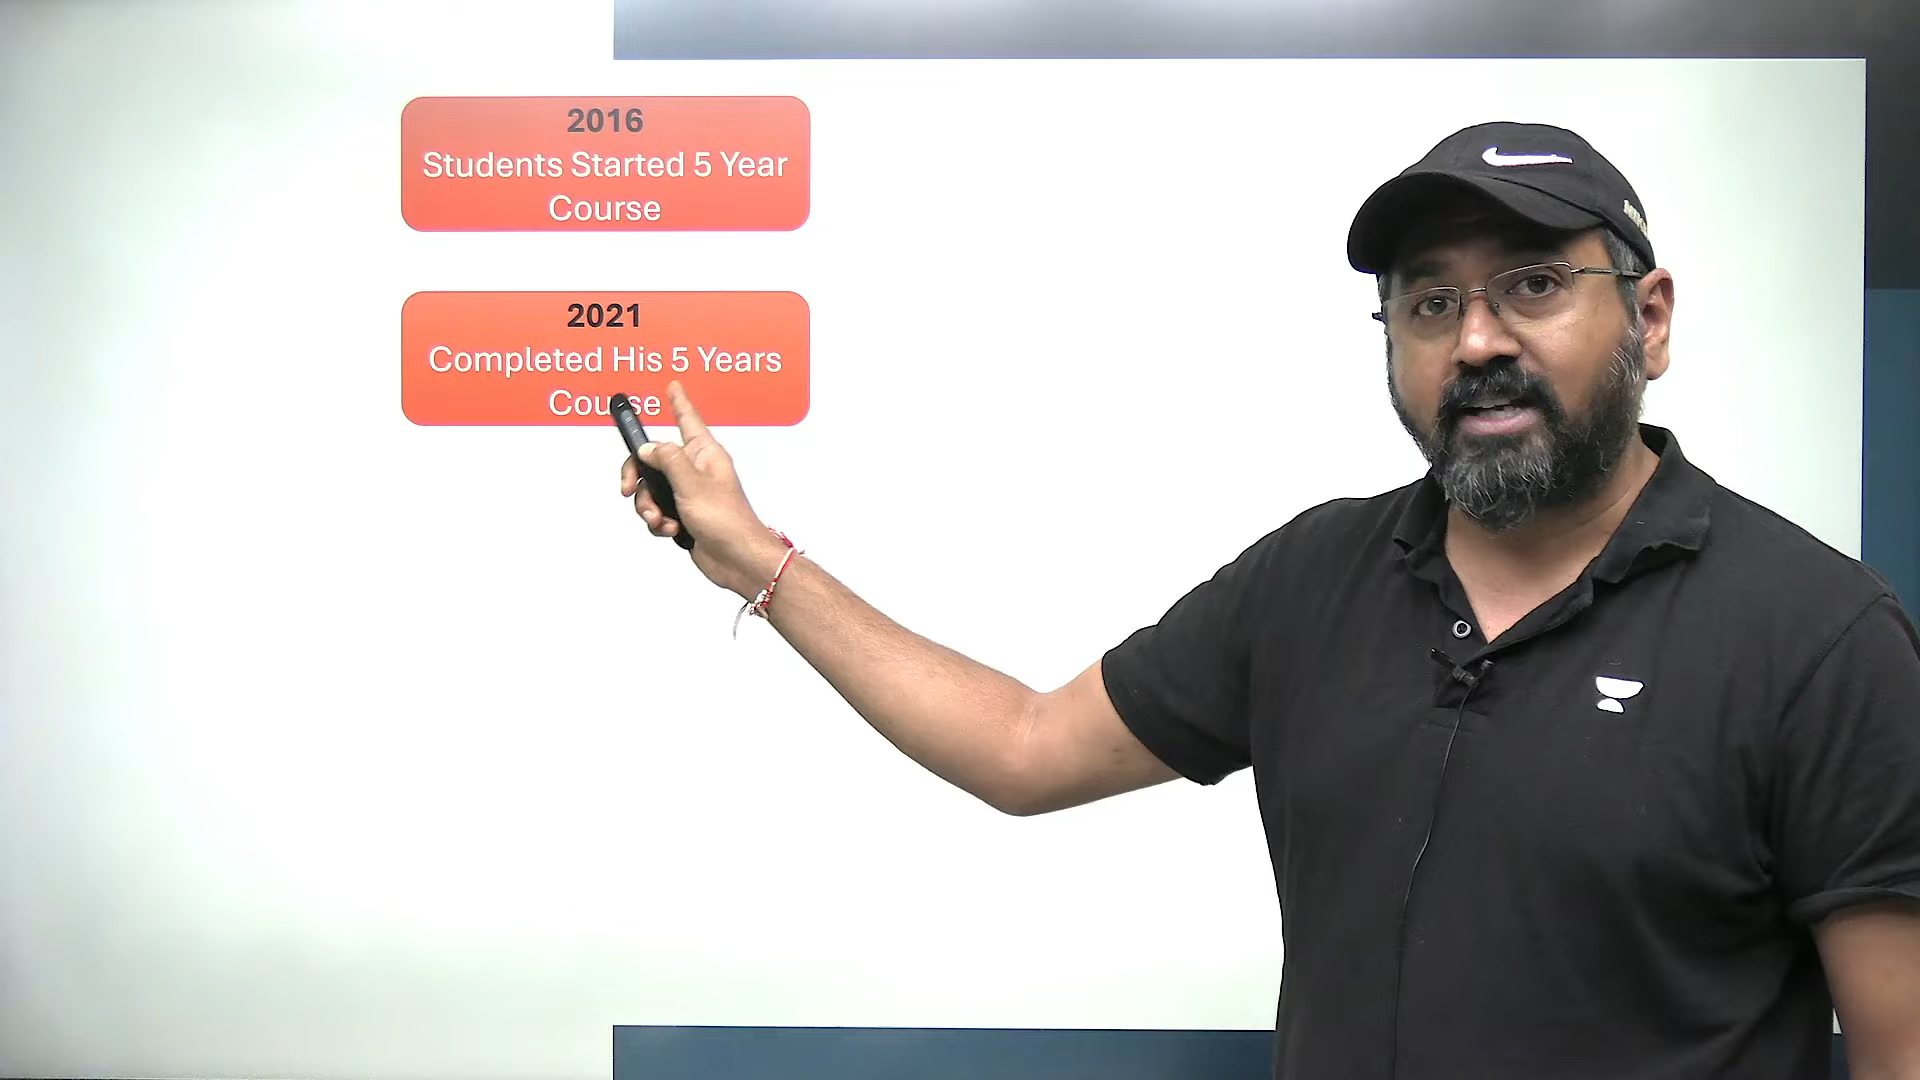 2016
Students Started 5 Year
Course
2021
Completed His 5 Years
Course